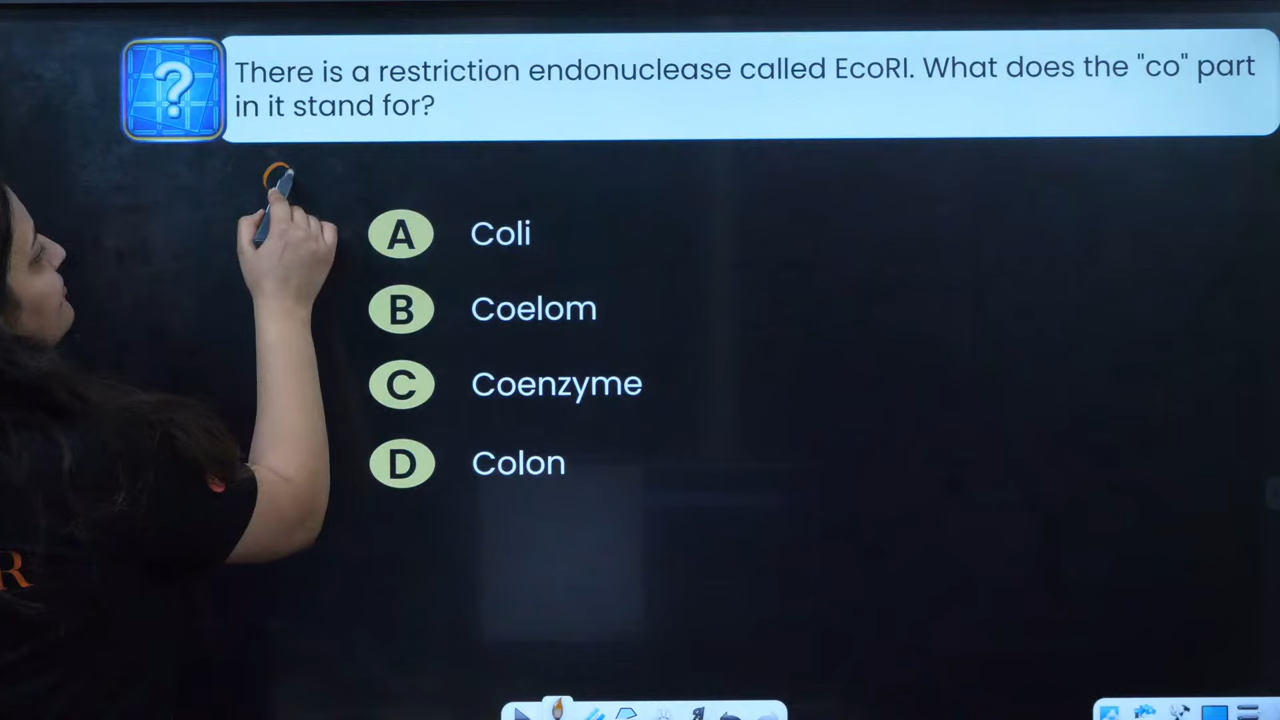 ?
There is a restriction endonuclease called EcoRI. What does the "co" part
in it stand for?
A Coli
B Coelom
C Coenzyme
D Colon
R